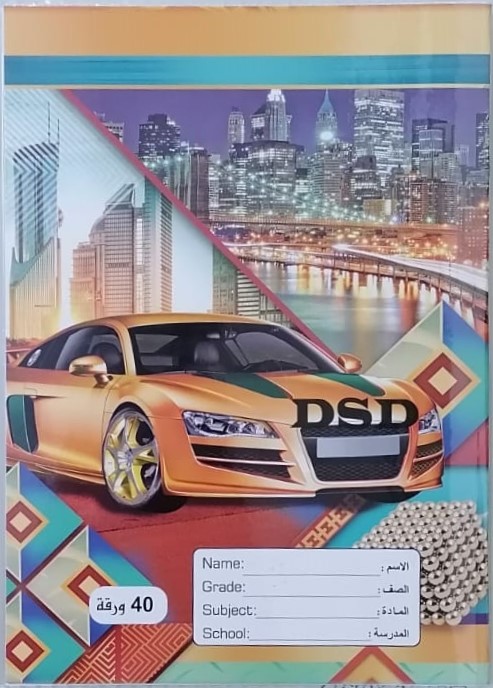 DSD
Name: الاسم :
Grade: الصف :
Subject: المادة :
School: المدرسة :
40 ورقة